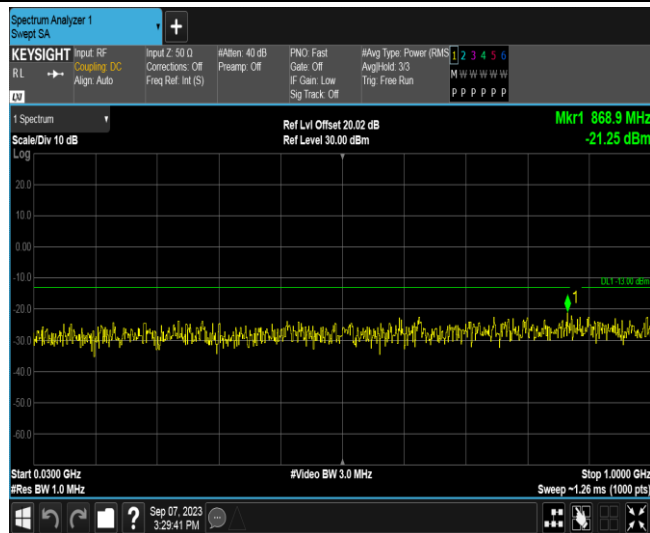 Spectrum Analyzer 1
Swept SA
KEYSIGHT
RL
Input: RF
Coupling: DC
Align: Auto
Input Z: 50 Ω
Corrections: Off
Freq Ref: Int (S)
#Atten: 40 dB
Preamp: Off
PNO: Fast
Gate: Off
IF Gain: Low
Sig Track: Off
#Avg Type: Power (RMS
Avg|Hold: 3/3
Trig: Free Run
1 2 3 4 5 6
M W W W W W
P P P P P P
1 Spectrum
Scale/Div 10 dB
Log
Ref Lvl Offset 20.02 dB
Ref Level 30.00 dBm
Mkr1 868.9 MHz
-21.25 dBm
20.0
10.0
0.00
-10.0
DL1 -13.00 dBm
1
-20.0
-30.0
-40.0
-50.0
-60.0
Start 0.0300 GHz
#Video BW 3.0 MHz
Stop 1.0000 GHz
#Res BW 1.0 MHz
Sweep ~1.26 ms (1000 pts)
?
Sep 07, 2023
3:29:41 PM